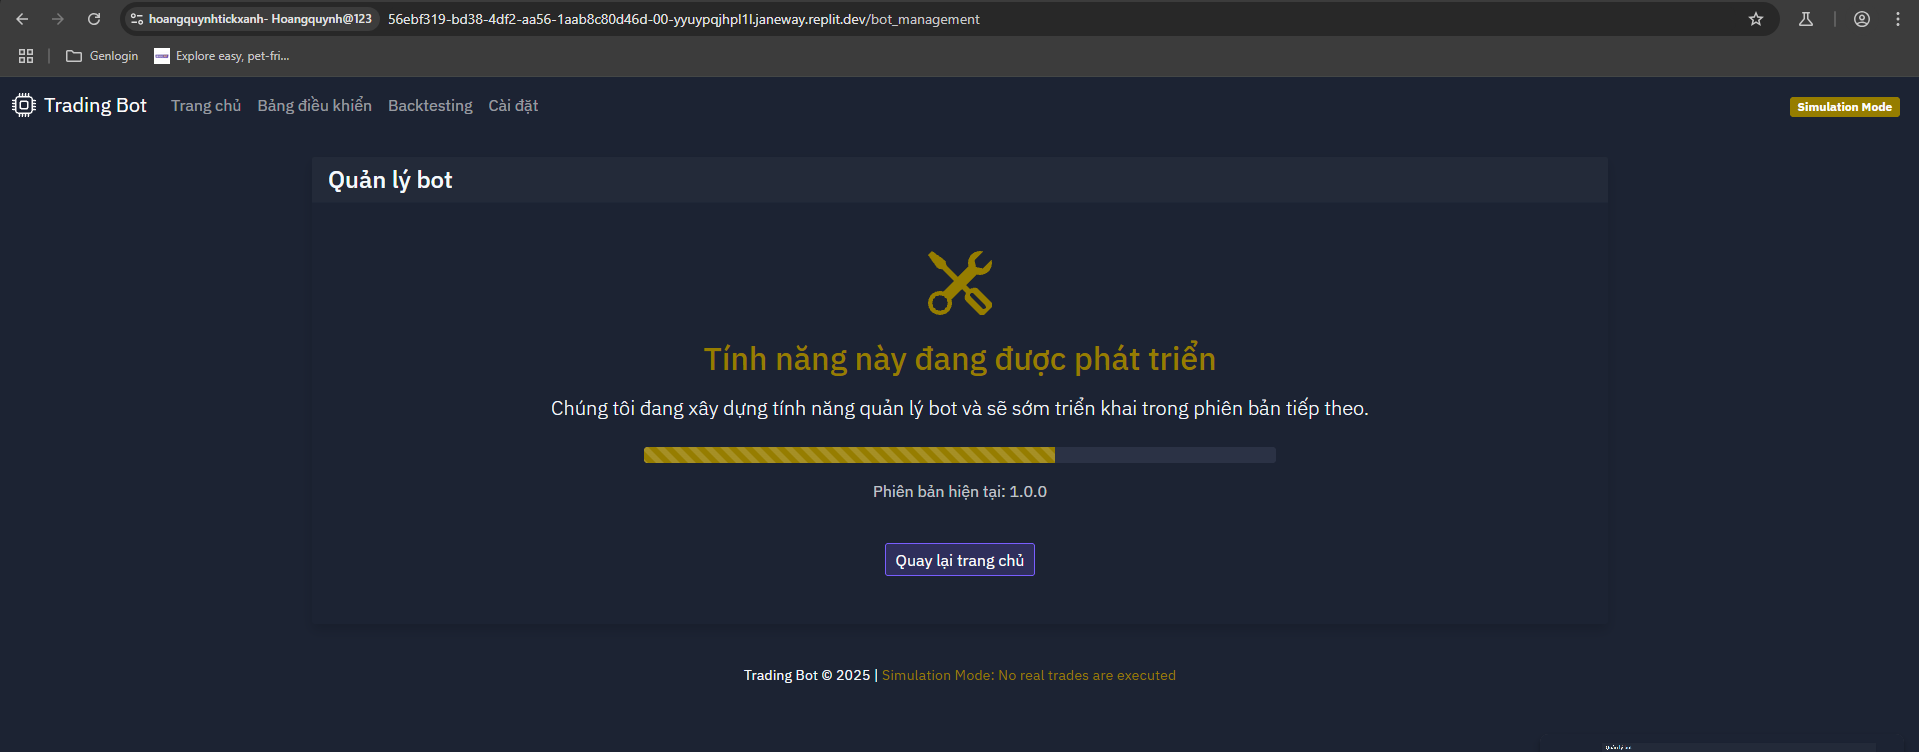 hoangquynhtickxanh- Hoangquynh@123 56ebf319-bd38-4df2-aa56-1aab8c80d46d-00-yyuypqjhpl1l.janeway.replit.dev/bot_management
Genlogin Explore easy, pet-fri...
Trading Bot Trang chủ Bảng điều khiển Backtesting Cài đặt Simulation Mode
Quản lý bot
Tính năng này đang được phát triển
Chúng tôi đang xây dựng tính năng quản lý bot và sẽ sớm triển khai trong phiên bản tiếp theo.
Phiên bản hiện tại: 1.0.0
Quay lại trang chủ
Trading Bot © 2025 | Simulation Mode: No real trades are executed